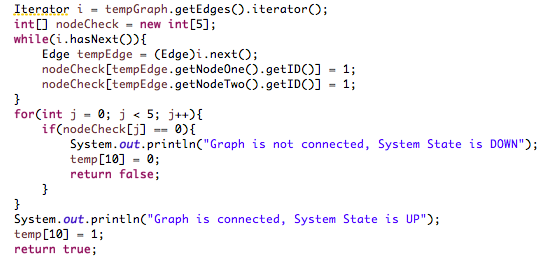 Iterator i = tempGraph.getEdges().iterator();
int[] nodeCheck = new int[5];
while(i.hasNext()){
    Edge tempEdge = (Edge)i.next();
    nodeCheck[tempEdge.getNodeOne().getID()] = 1;
    nodeCheck[tempEdge.getNodeTwo().getID()] = 1;
}
for(int j = 0; j < 5; j++){
    if(nodeCheck[j] == 0){
        System.out.println("Graph is not connected, System State is DOWN");
        temp[10] = 0;
        return false;
    }
}
System.out.println("Graph is connected, System State is UP");
temp[10] = 1;
return true;